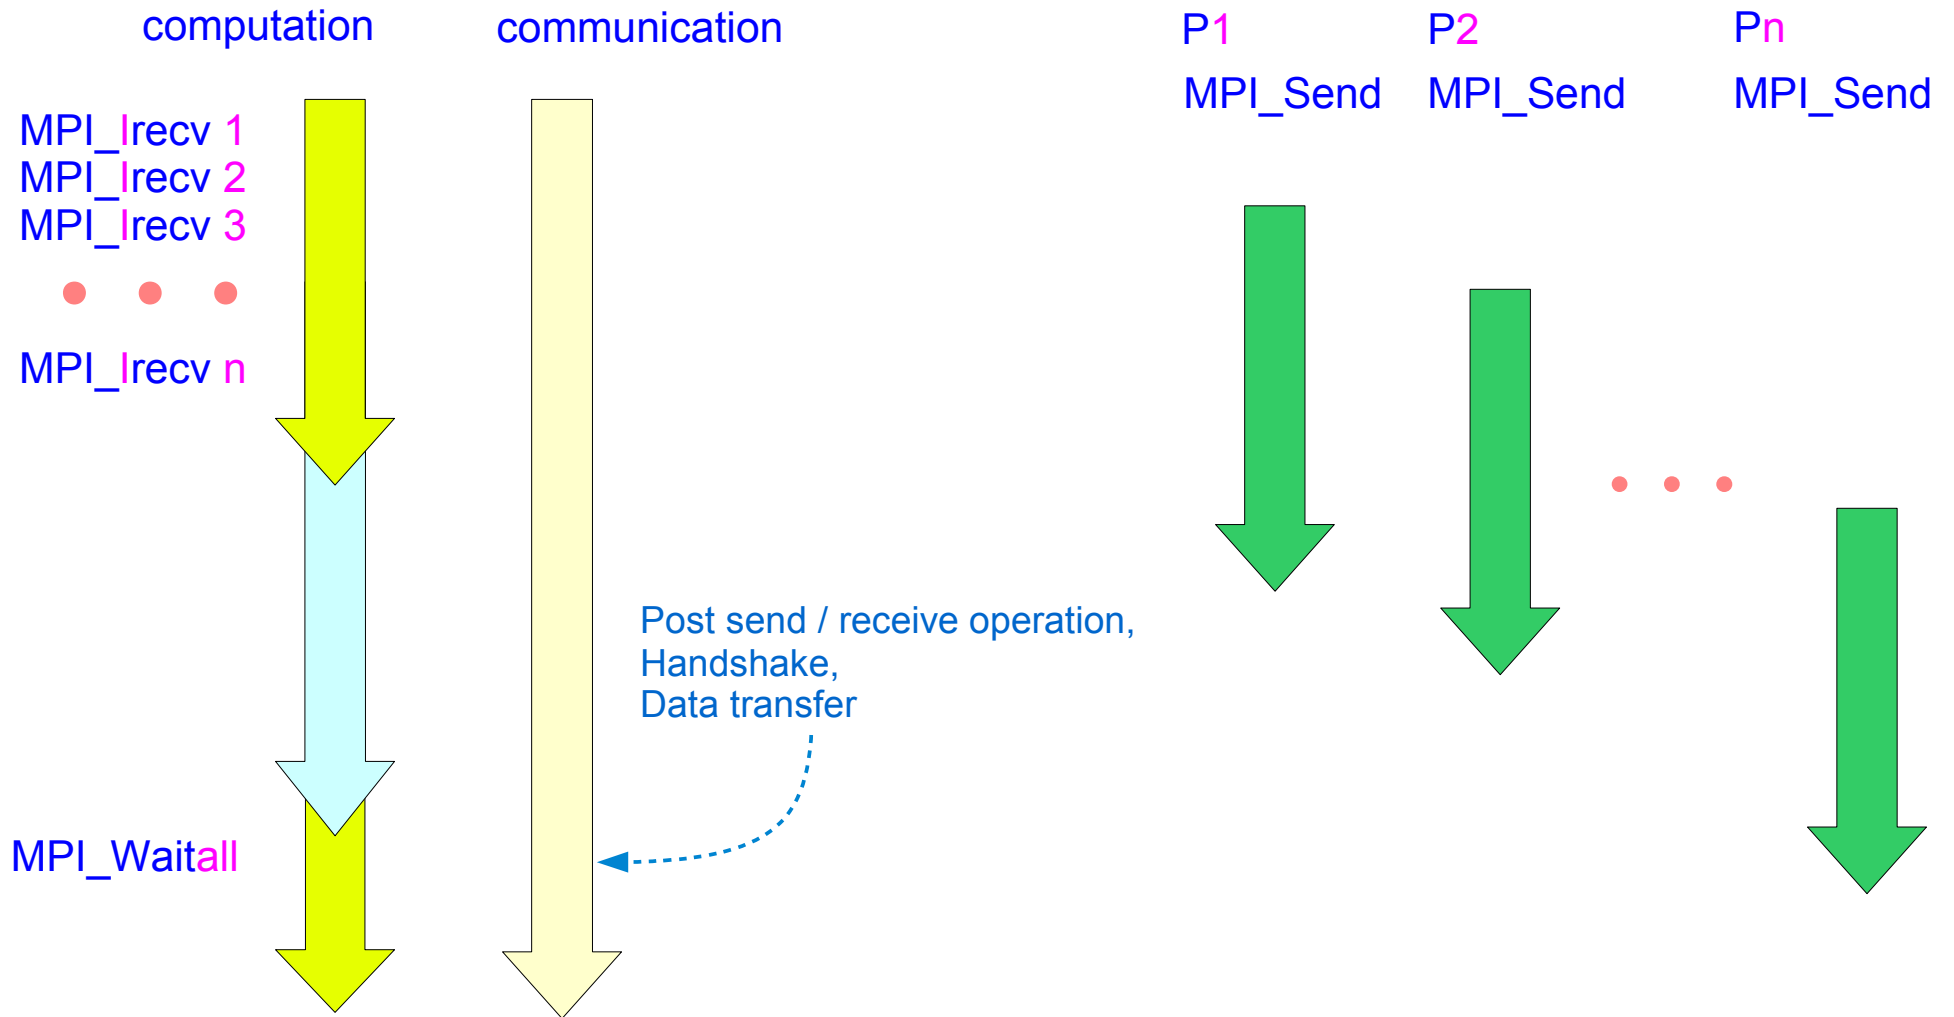 computation
communication
P1
P2
Pn
MPI_Send
MPI_Send
MPI_Send
MPI_Irecv 1
MPI_Irecv 2
MPI_Irecv 3
MPI_Irecv n
Post send / receive operation,
Handshake,
Data transfer
MPI_Waitall